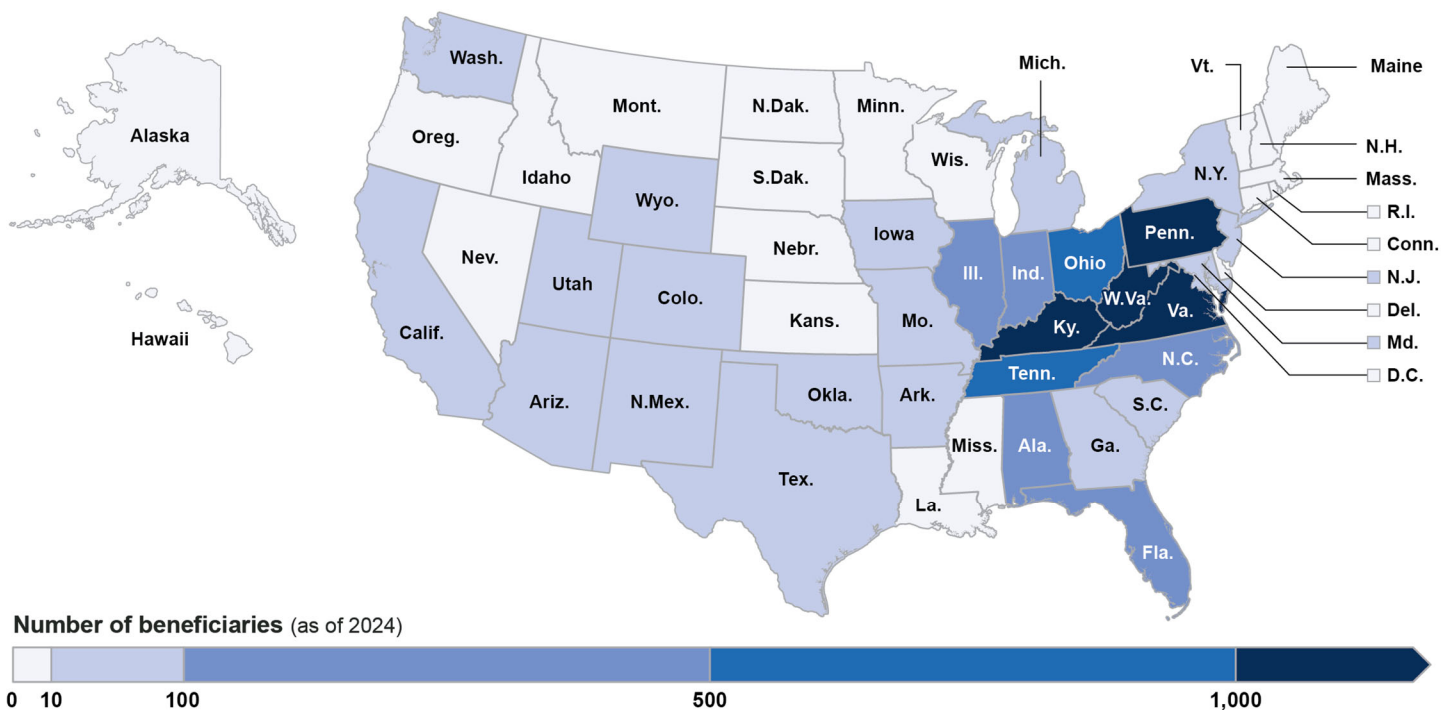 Wash.
Mich.
Vt.
Maine
Mont.
N.Dak.
Minn.
Alaska
Oreg.
N.H.
Wis.
Idaho
S.Dak.
N.Y.
Mass.
Wyo.
R.I.
Iowa
Penn.
Conn.
Nebr.
Nev.
Ill.
Ind.
Ohio
N.J.
Utah
Colo.
W.Va.
Va.
Del.
Hawaii
Calif.
Kans.
Mo.
Ky.
Md.
N.C.
Tenn.
D.C.
Ariz.
N.Mex.
Okla.
Ark.
S.C.
Miss.
Ala.
Ga.
Tex.
La.
Fla.
Number of beneficiaries (as of 2024)
0 10 100 500 1,000